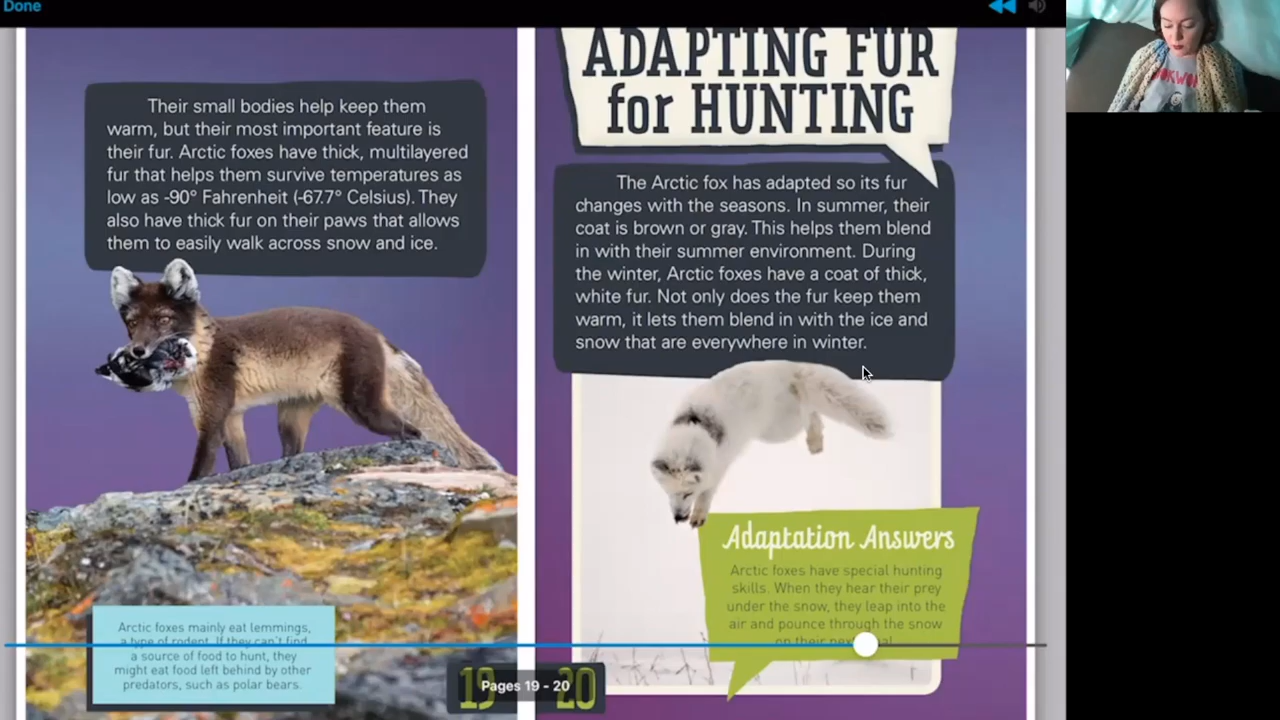 Done
Their small bodies help keep them
warm, but their most important feature is
their fur. Arctic foxes have thick, multilayered
fur that helps them survive temperatures as
low as -90° Fahrenheit (-67.7° Celsius). They
also have thick fur on their paws that allows
them to easily walk across snow and ice.
Arctic foxes mainly eat lemmings,
a type of rodent. If they can't find
a source of food to hunt, they
might eat food left behind by other
predators, such as polar bears.
19
ADAPTING FUR
for HUNTING
The Arctic fox has adapted so its fur
changes with the seasons. In summer, their
coat is brown or gray. This helps them blend
in with their summer environment. During
the winter, Arctic foxes have a coat of thick,
white fur. Not only does the fur keep them
warm, it lets them blend in with the ice and
snow that are everywhere in winter.
Adaptation Answers
Arctic foxes have special hunting
skills. When they hear their prey
under the snow, they leap into the
air and pounce through the snow
on their
20
Pages 19 - 20